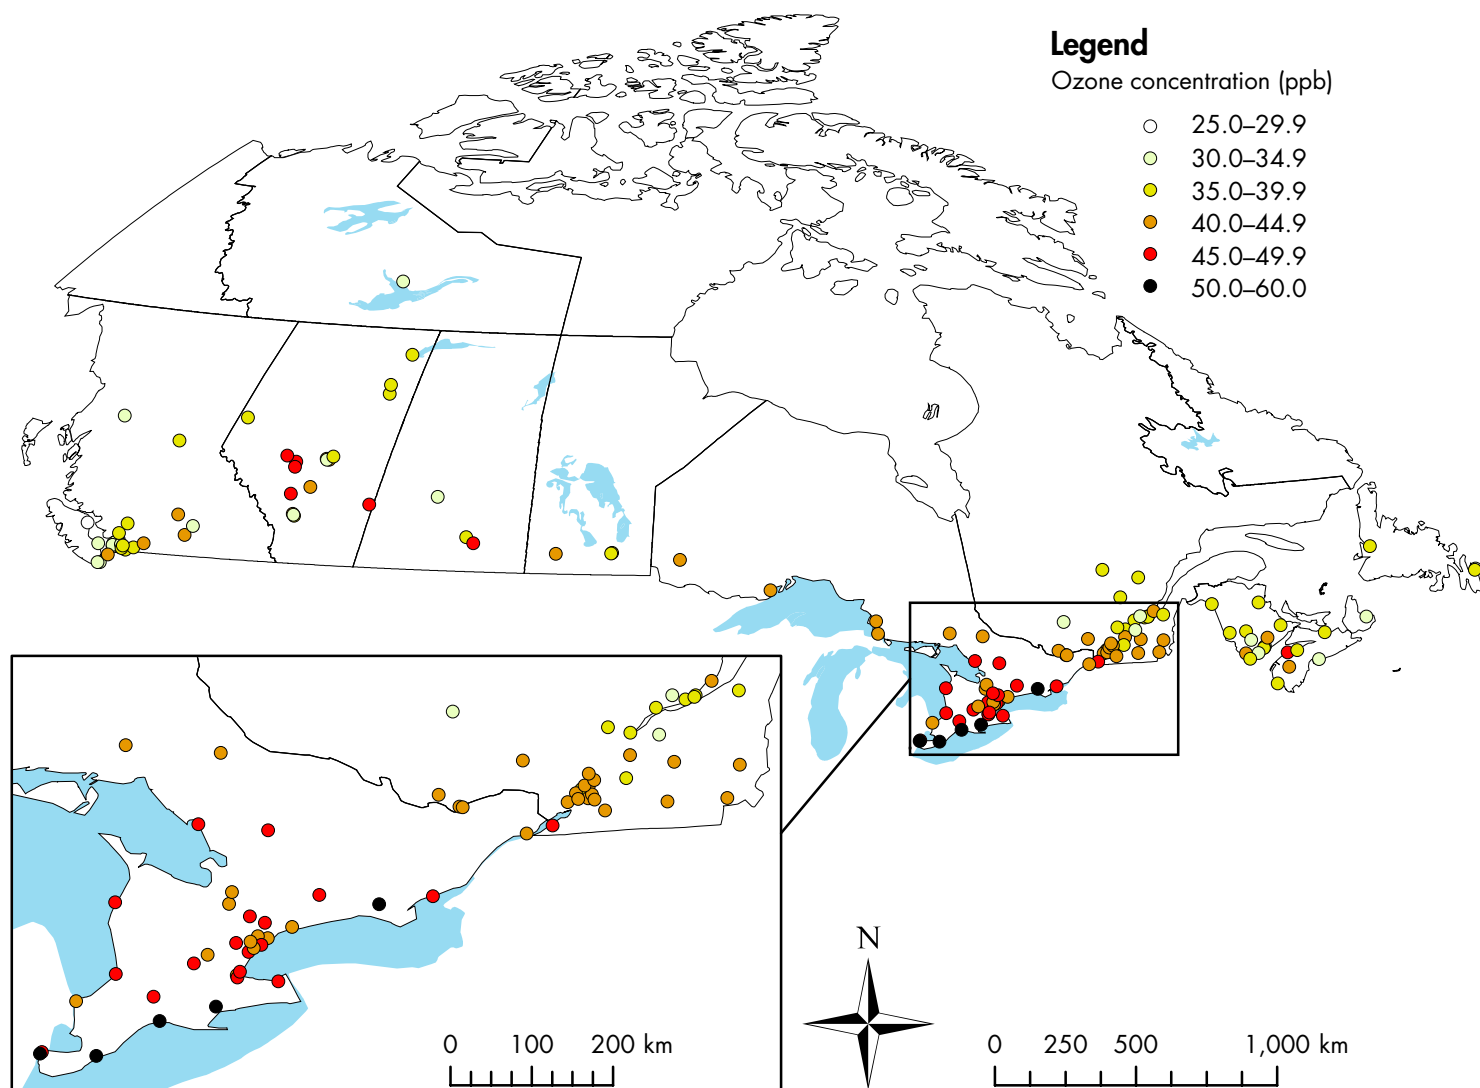 Legend
Ozone concentration (ppb)
25.0–29.9
30.0–34.9
35.0–39.9
40.0–44.9
45.0–49.9
50.0–60.0
N
0 100 200 km
0 250 500 1,000 km